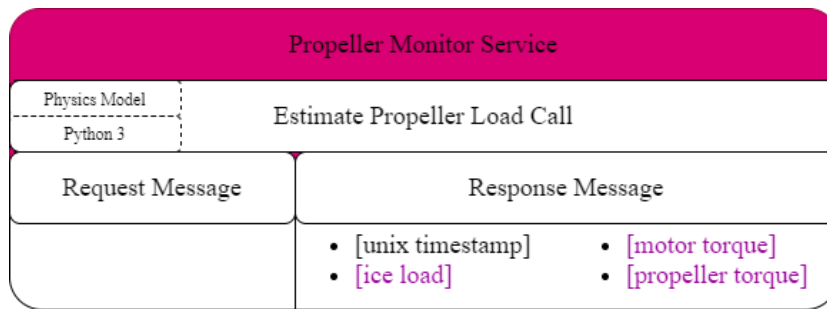 Propeller Monitor Service
Physics Model
Python 3
Estimate Propeller Load Call
Request Message
Response Message
• [unix timestamp]
• [ice load]
• [motor torque]
• [propeller torque]